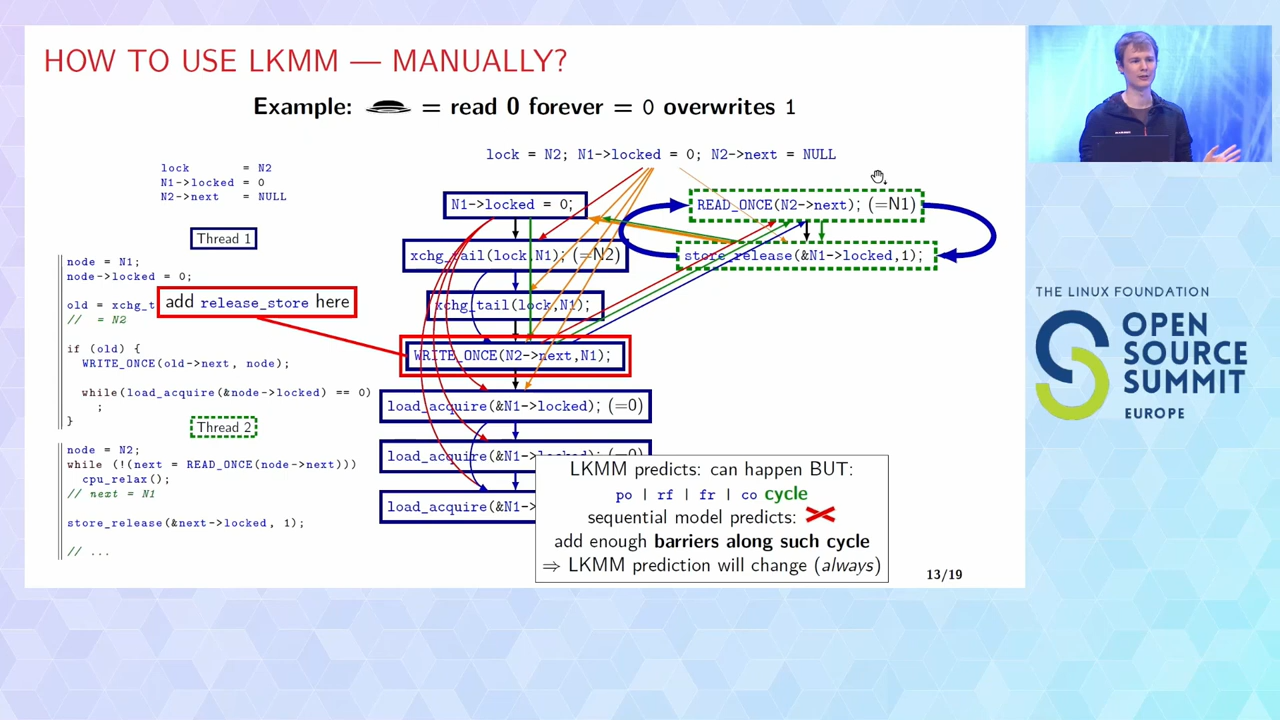 HOW TO USE LKMM — MANUALLY?
Example: = read 0 forever = 0 overwrites 1
lock = N2; N1->locked = 0; N2->next = NULL
lock = N2
N1->locked = 0
N2->next = NULL
Thread 1
node = N1;
node->locked = 0;
old = xchg_t
// = N2
add release_store here
if (old) {
WRITE_ONCE(old->next, node);
while(load_acquire(&node->locked) == 0)
;
}
Thread 2
node = N2;
while (!(next = READ_ONCE(node->next)))
cpu_relax();
// next = N1
store_release(&next->locked, 1);
// ...
N1->locked = 0;
xchg_tail(lock,N1); (=N2)
xchg_tail(lock,N1);
WRITE_ONCE(N2->next,N1);
load_acquire(&N1->locked); (=0)
load_acquire(&N1->locked); (=0)
load_acquire(&N1->
READ_ONCE(N2->next); (=N1)
store_release(&N1->locked,1);
LKMM predicts: can happen BUT:
po | rf | fr | co cycle
sequential model predicts:
add enough barriers along such cycle
⇒ LKMM prediction will change (always)
13/19
THE LINUX FOUNDATION
OPEN
SOURCE
SUMMIT
EUROPE